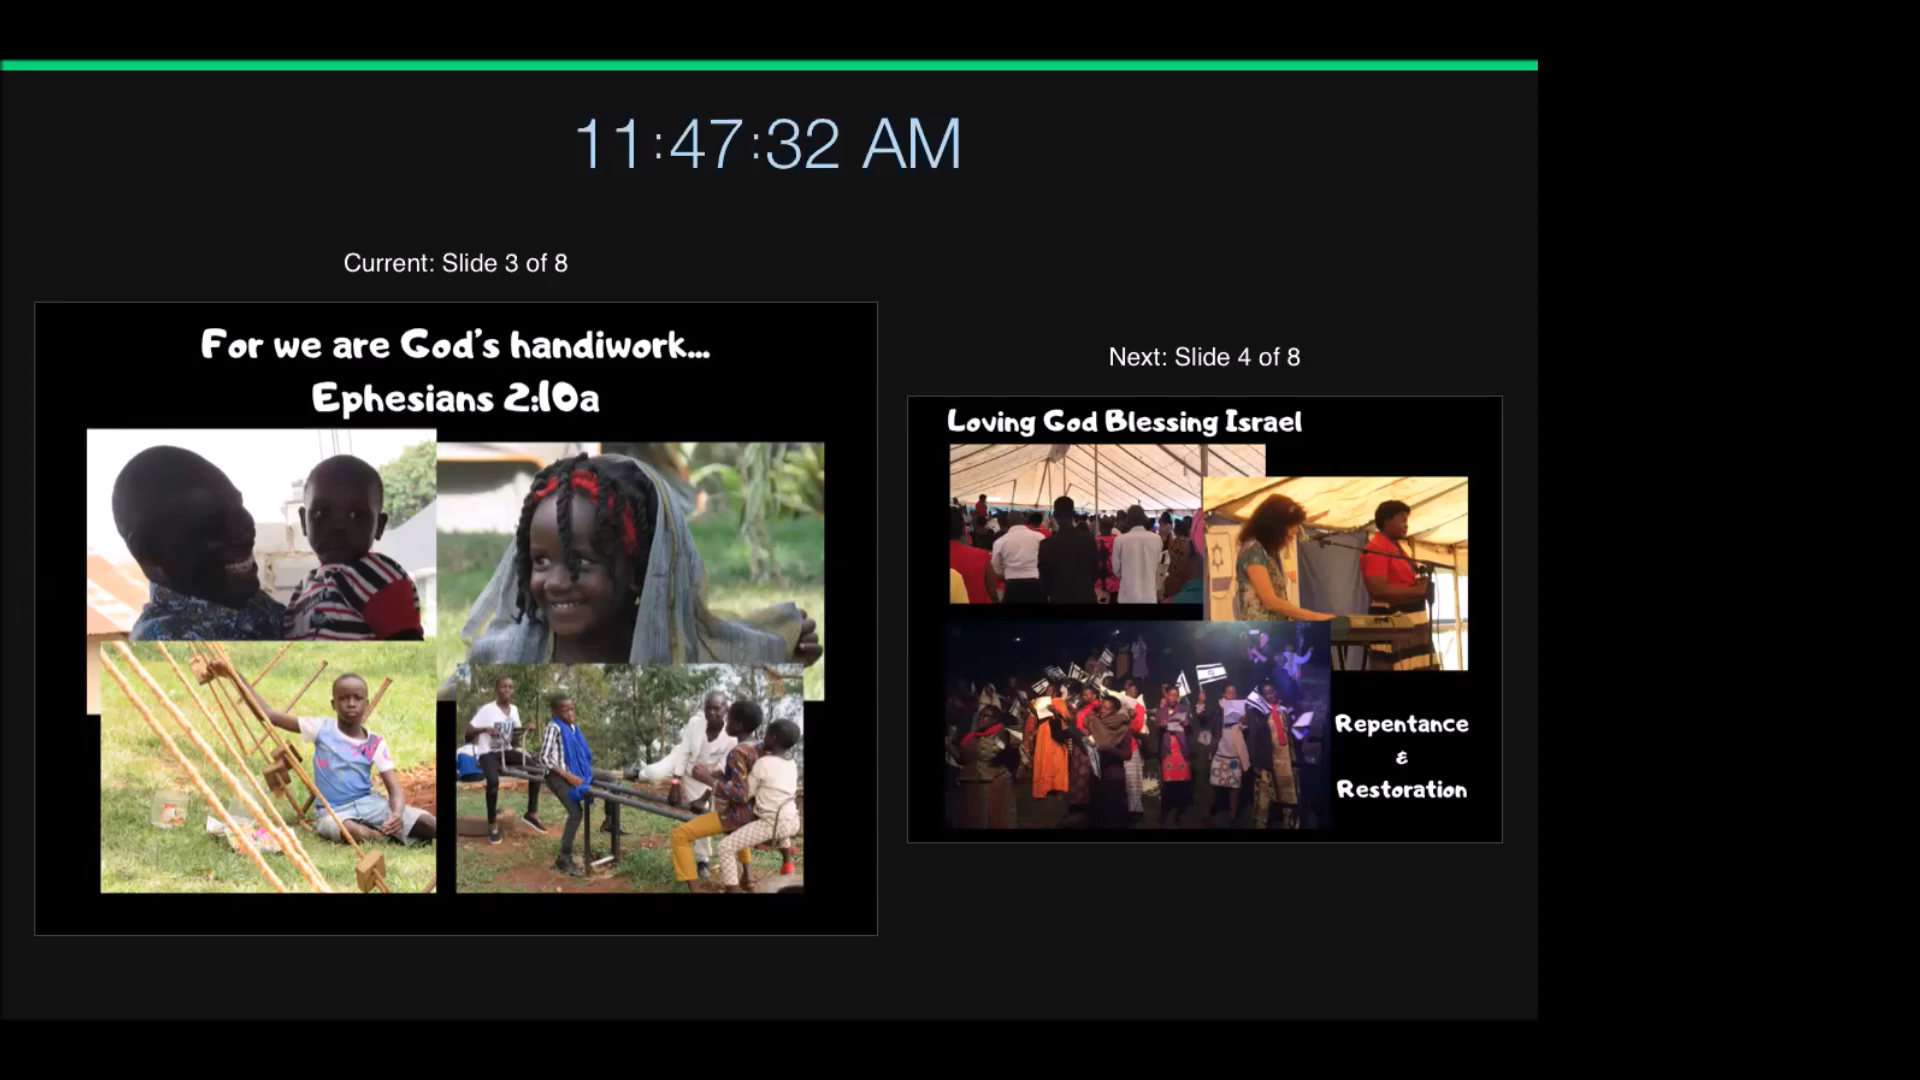 11:47:32 AM
Current: Slide 3 of 8
For we are God's handiwork...
Ephesians 2:10a
Next: Slide 4 of 8
Loving God Blessing Israel
Repentance
&
Restoration